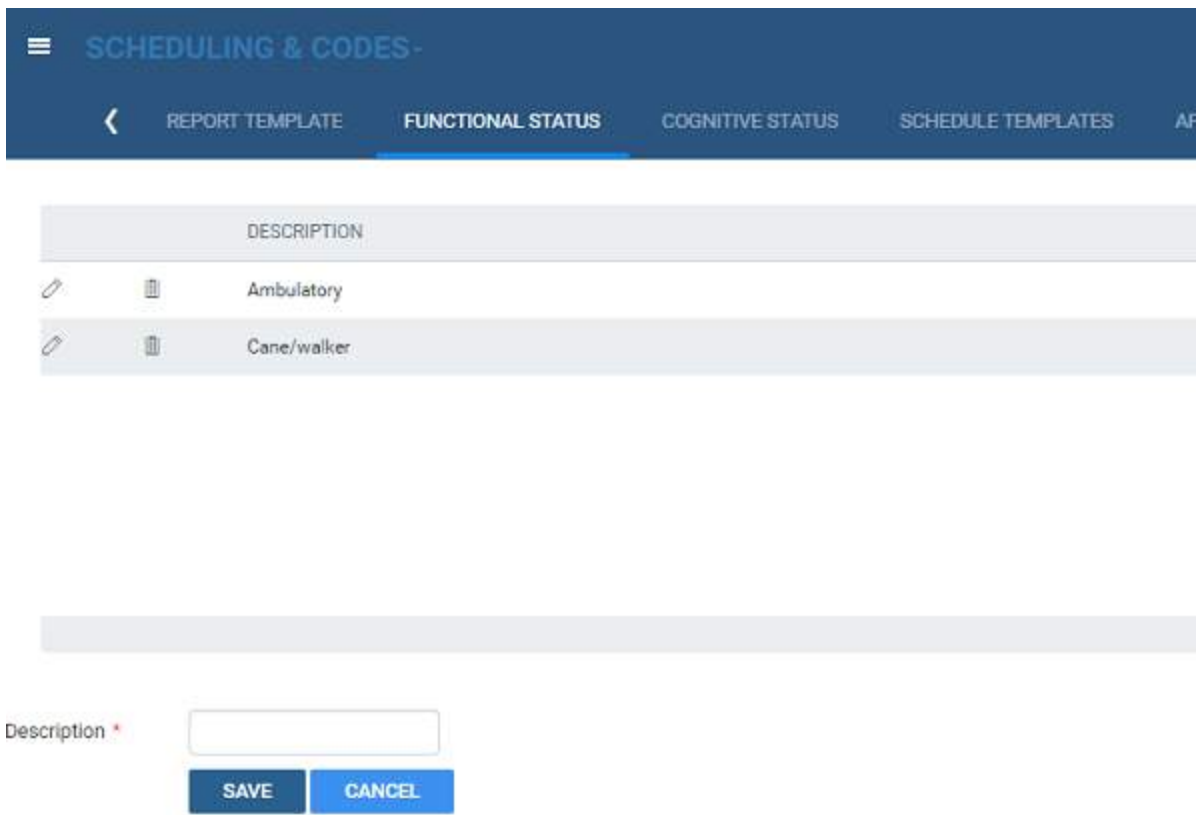 SCHEDULING & CODES-
REPORT TEMPLATE FUNCTIONAL STATUS COGNITIVE STATUS SCHEDULE TEMPLATES
DESCRIPTION
Ambulatory
Cane/walker
Description *
SAVE CANCEL